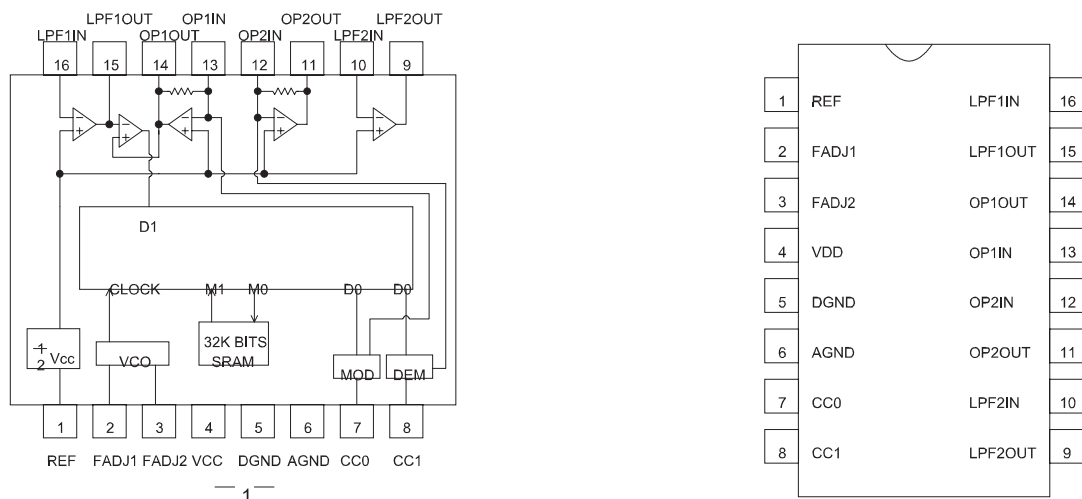 LPF1OUT OP1IN OP2OUT LPF2OUT
LPF1IN OP1OUT OP2IN LPF2IN
16 15 14 13 12 11 10 9
D1
CLOCK M1 M0 D0 D0
1
2 Vcc
VCO
32K BITS
SRAM
MOD
DEM
1 2 3 4 5 6 7 8
REF FADJ1 FADJ2 VCC DGND AGND CC0 CC1
1
1 REF LPF1IN 16
2 FADJ1 LPF1OUT 15
3 FADJ2 OP1OUT 14
4 VDD OP1IN 13
5 DGND OP2IN 12
6 AGND OP2OUT 11
7 CC0 LPF2IN 10
8 CC1 LPF2OUT 9